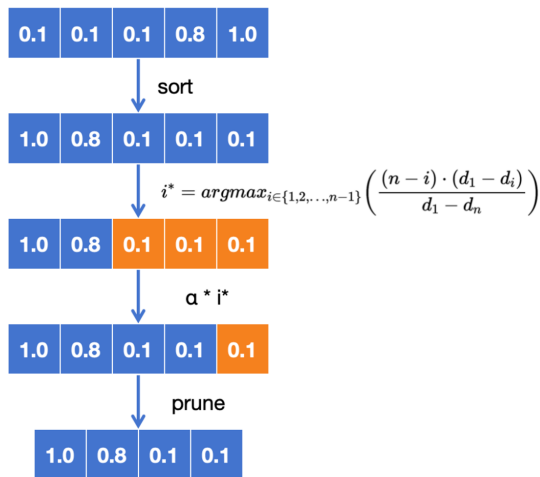 0.1 0.1 0.1 0.8 1.0
sort
1.0 0.8 0.1 0.1 0.1
i* = argmax_{i∈{1,2,...,n−1}} ( (n − i) · (d_1 − d_i) / d_1 − d_n )
1.0 0.8 0.1 0.1 0.1
α * i*
1.0 0.8 0.1 0.1 0.1
prune
1.0 0.8 0.1 0.1